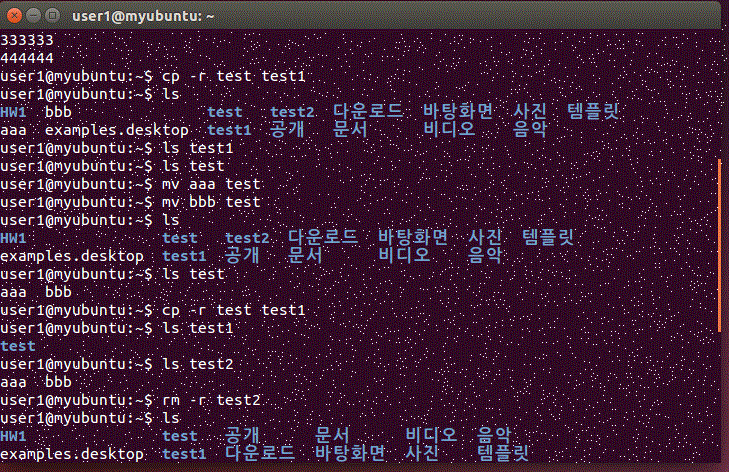 user1@myubuntu: ~
333333
444444
user1@myubuntu:~$ cp -r test test1
user1@myubuntu:~$ ls
HW1  bbb               test   test2  다운로드  바탕화면  사진  템플릿
aaa  examples.desktop  test1  공개   문서      비디오    음악
user1@myubuntu:~$ ls test1
user1@myubuntu:~$ ls test
user1@myubuntu:~$ mv aaa test
user1@myubuntu:~$ mv bbb test
user1@myubuntu:~$ ls
HW1               test   test2  다운로드  바탕화면  사진  템플릿
examples.desktop  test1  공개   문서      비디오    음악
user1@myubuntu:~$ ls test
aaa  bbb
user1@myubuntu:~$ cp -r test test1
user1@myubuntu:~$ ls test1
test
user1@myubuntu:~$ ls test2
aaa  bbb
user1@myubuntu:~$ rm -r test2
user1@myubuntu:~$ ls
HW1               test   공개      문서      비디오  음악
examples.desktop  test1  다운로드  바탕화면  사진    템플릿